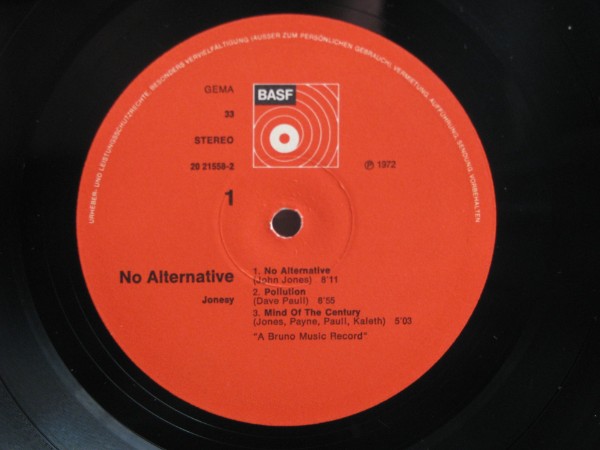 URHEBER- UND LEISTUNGSSCHUTZRECHTE, BESONDERS VERVIELFÄLTIGUNG (AUSSER ZUM PERSÖNLICHEN GEBRAUCH), VERMIETUNG, AUFFÜHRUNG, SENDUNG, VORBEHALTEN
GEMA
BASF
33
STEREO
20 21558-2
℗ 1972
1
No Alternative
Jonesy
1. No Alternative
(John Jones) 8'11
2. Pollution
(Dave Paull) 6'55
3. Mind Of The Century
(Jones, Payne, Paull, Kaleth) 5'03
"A Bruno Music Record"